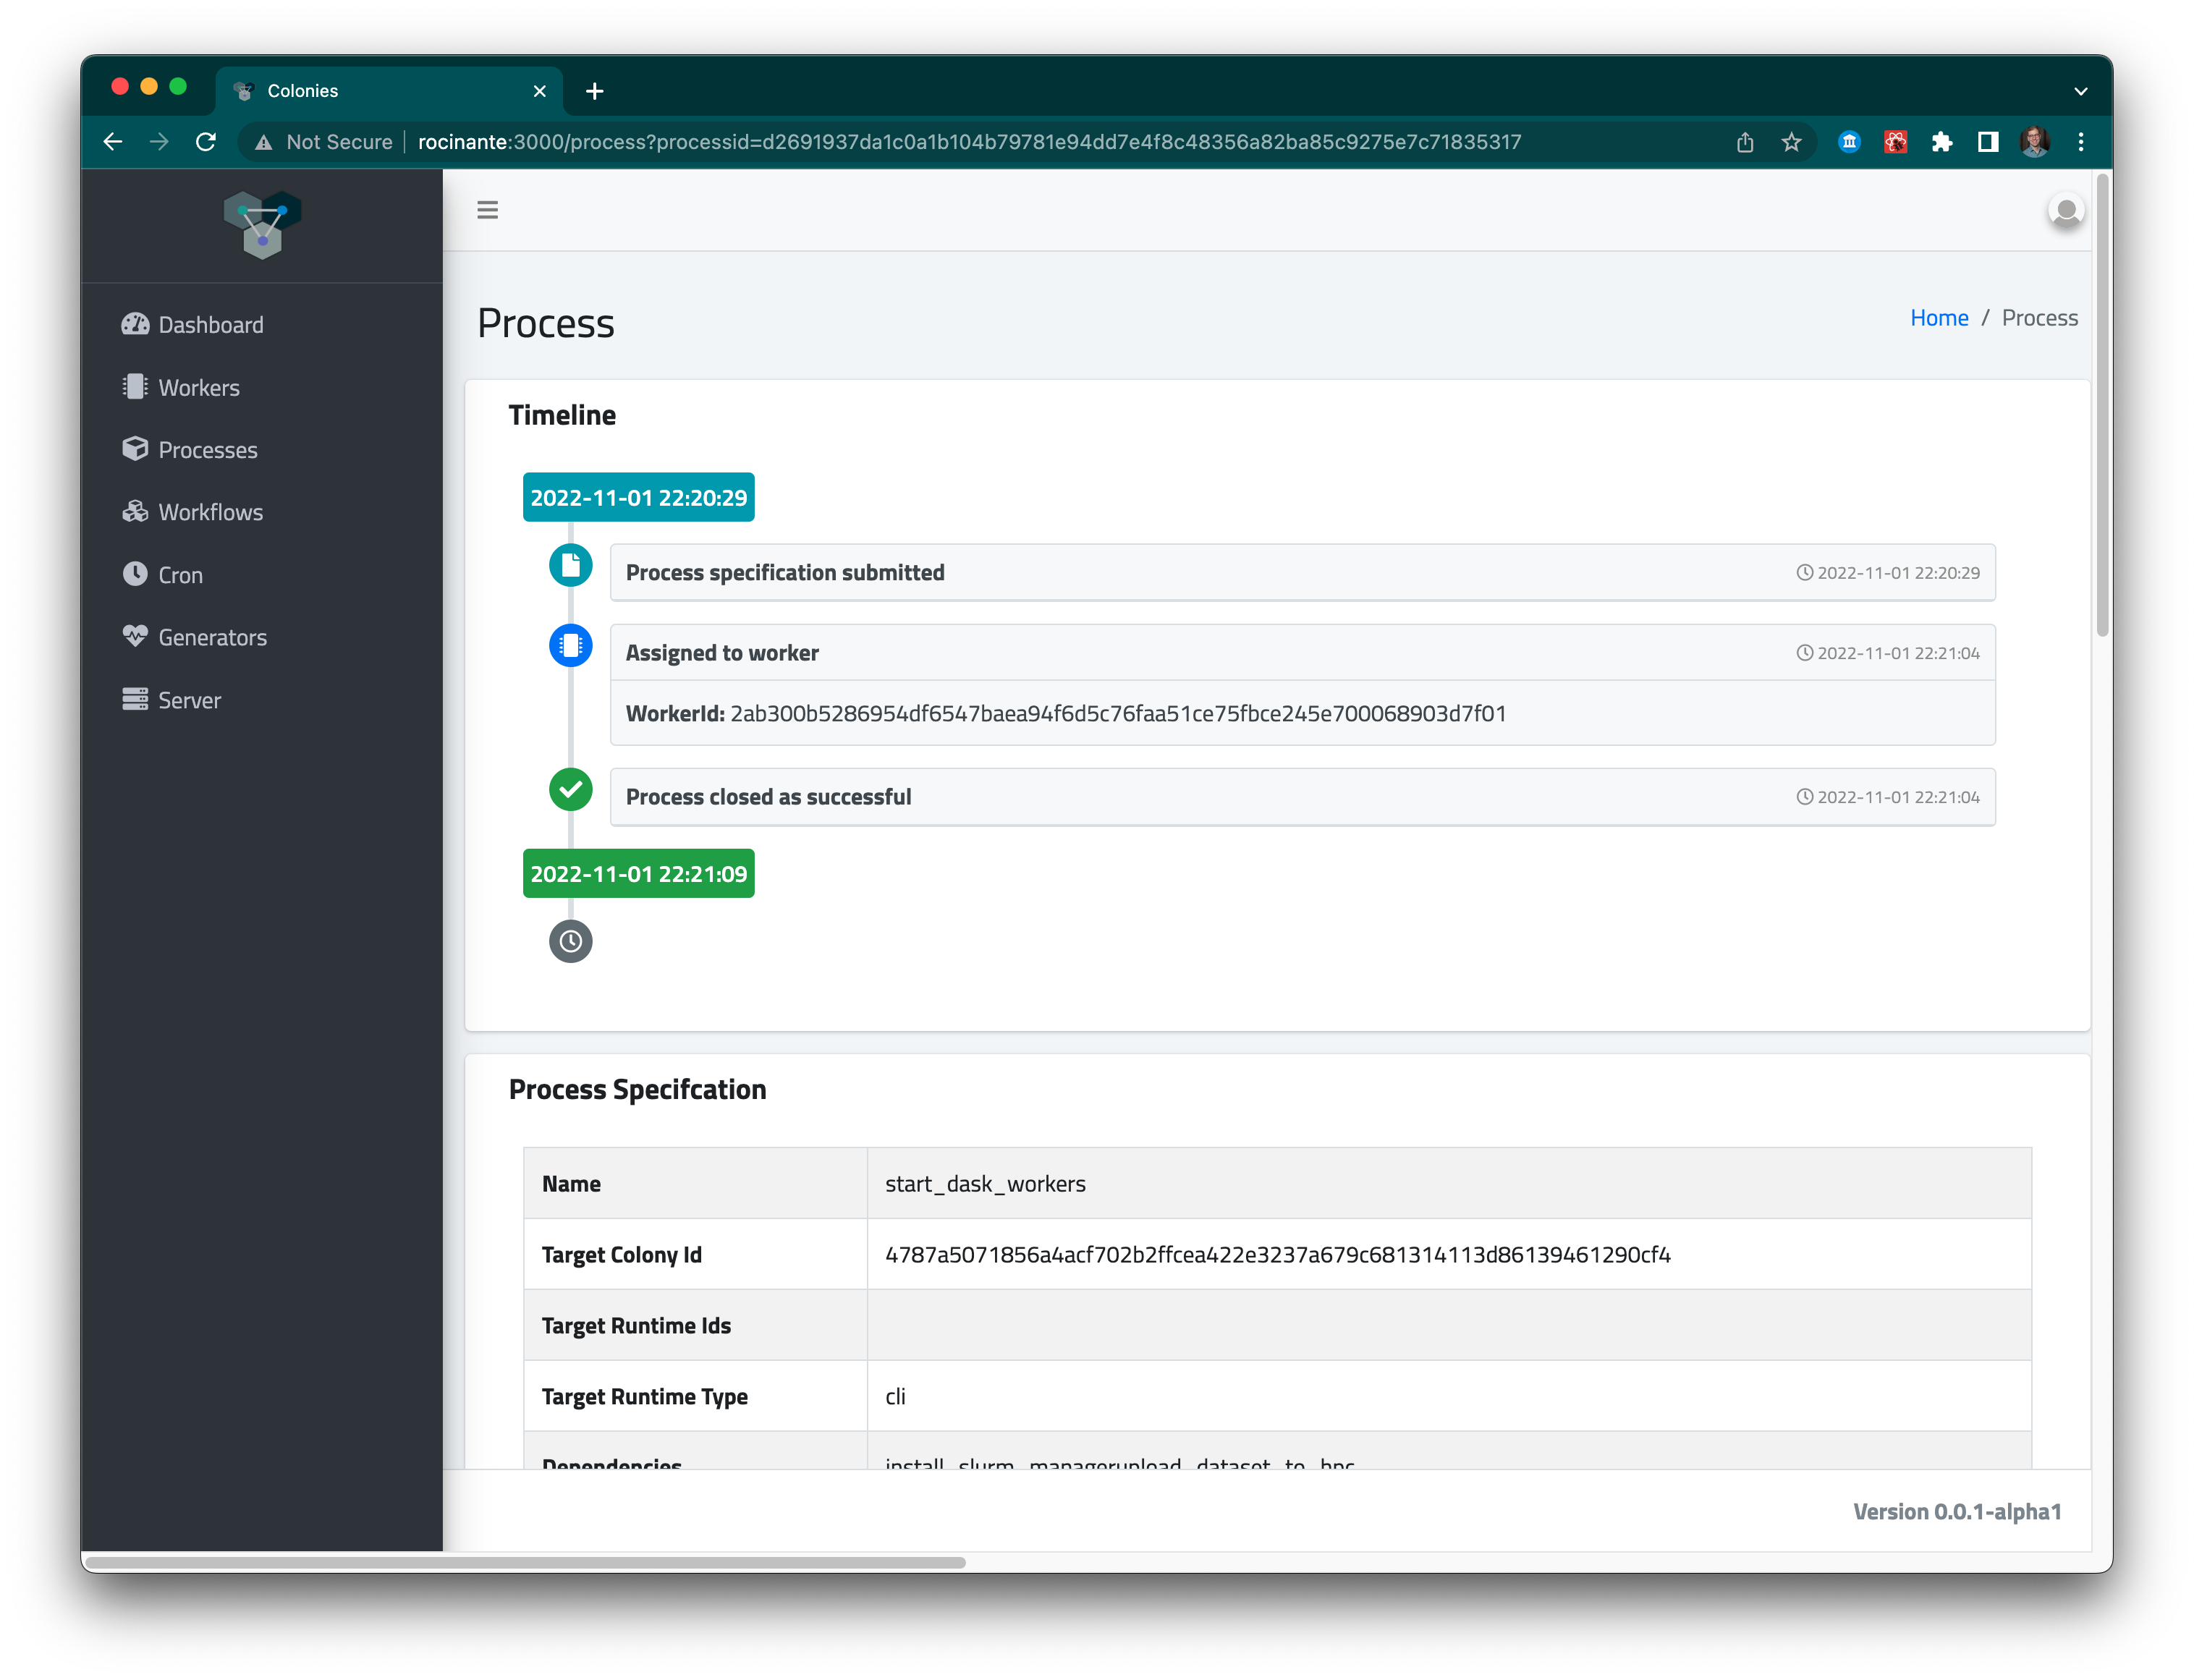 Colonies
Not Secure rocinante:3000/process?processid=d2691937da1c0a1b104b79781e94dd7e4f8c48356a82ba85c9275e7c71835317
Dashboard
Workers
Processes
Workflows
Cron
Generators
Server
Process
Home / Process
Timeline
2022-11-01 22:20:29
Process specification submitted 2022-11-01 22:20:29
Assigned to worker 2022-11-01 22:21:04
WorkerId: 2ab300b5286954df6547baea94f6d5c76faa51ce75fbce245e700068903d7f01
Process closed as successful 2022-11-01 22:21:04
2022-11-01 22:21:09
Process Specifcation
Name start_dask_workers
Target Colony Id 4787a5071856a4acf702b2ffcea422e3237a679c681314113d86139461290cf4
Target Runtime Ids
Target Runtime Type cli
Dependencies install_slurm_managerupload_dataset_to_hpc
Version 0.0.1-alpha1